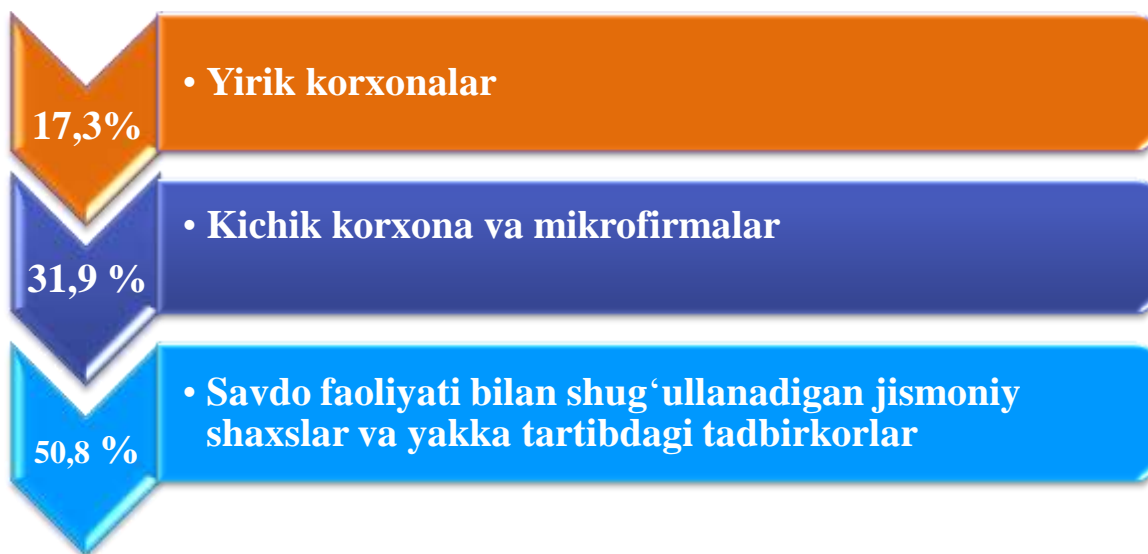 17,3%
• Yirik korxonalar
31,9 %
• Kichik korxona va mikrofirmalar
50,8 %
• Savdo faoliyati bilan shug‘ullanadigan jismoniy
shaxslar va yakka tartibdagi tadbirkorlar